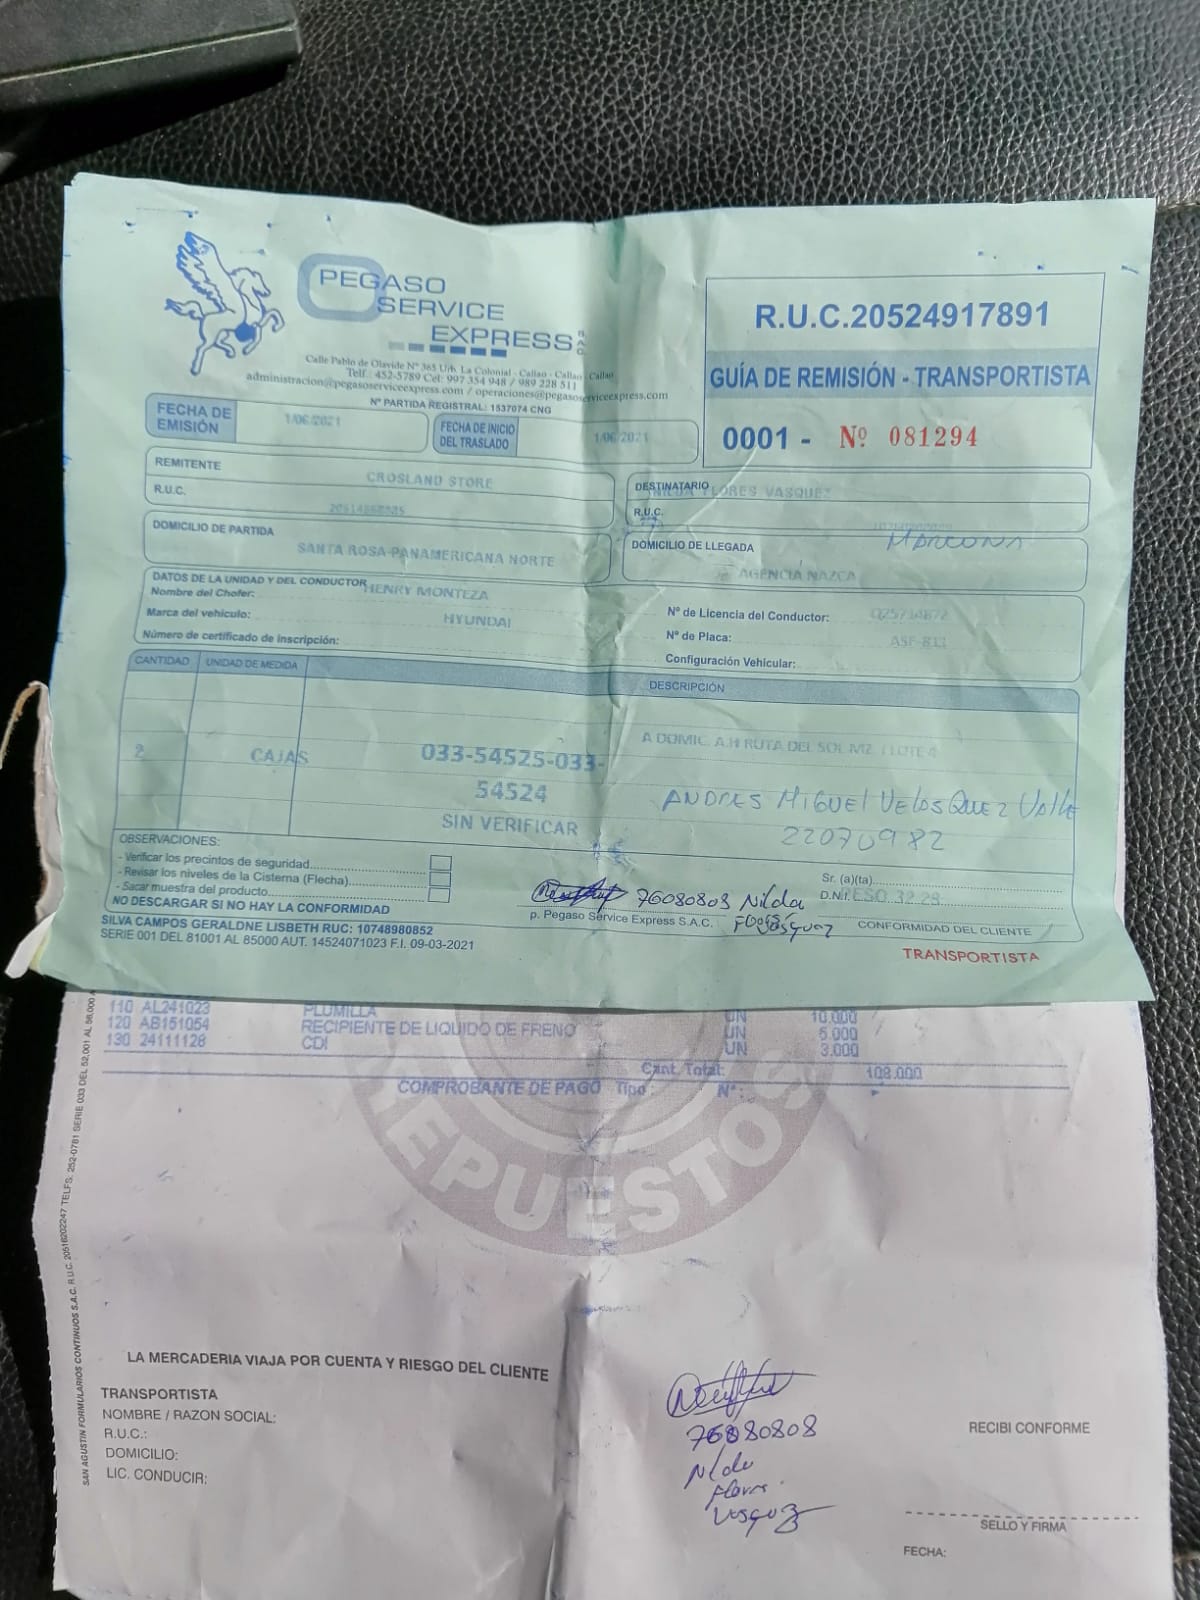 PEGASO
SERVICE
EXPRESS S.A.C.
Calle Pablo de Olavide Nº 365 Urb. La Colonial - Callao - Callao - Callao
Telf.: 452-5789 Cel: 997 354 948 / 989 228 511
administracion@pegasoserviceexpress.com / operaciones@pegasoserviceexpress.com
Nº PARTIDA REGISTRAL: 1537074 CNG
R.U.C.20524917891
GUÍA DE REMISIÓN - TRANSPORTISTA
0001 - Nº 081294
FECHA DE EMISIÓN 1/06/2021
FECHA DE INICIO DEL TRASLADO 1/06/2021
REMITENTE CROSLAND STORE
R.U.C.
DESTINATARIO NILDA FLORES VASQUEZ
R.U.C.
DOMICILIO DE PARTIDA
SANTA ROSA-PANAMERICANA NORTE
MARCONA
DOMICILIO DE LLEGADA
AGENCIA NAZCA
DATOS DE LA UNIDAD Y DEL CONDUCTOR
Nombre del Chofer: HENRY MONTEZA
Marca del vehículo: HYUNDAI
Número de certificado de inscripción:
Nº de Licencia del Conductor:
Nº de Placa:
Configuración Vehicular:
CANTIDAD UNIDAD DE MEDIDA DESCRIPCIÓN
A DOMIC. A.H RUTA DEL SOL MZ. I LOTE 4
2 CAJAS 033-54525-033-
54524
SIN VERIFICAR
ANDRES MIGUEL VELASQUEZ VALLE
22070982
OBSERVACIONES:
- Verificar los precintos de seguridad
- Revisar los niveles de la Cisterna (Flecha)
- Sacar muestra del producto
NO DESCARGAR SI NO HAY LA CONFORMIDAD
76080808 Nilda
Flores Vasquez
p. Pegaso Service Express S.A.C.
Sr. (a)(ta)
D.N.I. PESO 32.28
CONFORMIDAD DEL CLIENTE
SILVA CAMPOS GERALDNE LISBETH RUC: 10748980852
SERIE 001 DEL 81001 AL 85000 AUT. 14524071023 F.I. 09-03-2021
TRANSPORTISTA
110 AL241023 PLUMILLA UN 10.000
120 AB151054 RECIPIENTE DE LIQUIDO DE FRENO UN 5.000
130 24111128 CDI UN 3.000
Cant. Total: 108.000
COMPROBANTE DE PAGO Tipo: Nº:
REPUESTOS
SAN AGUSTIN FORMULARIOS CONTINUOS S.A.C. R.U.C. 20516202247 TELFS: 252-0781 SERIE 033 DEL 52,001 AL 58,000
LA MERCADERIA VIAJA POR CUENTA Y RIESGO DEL CLIENTE
TRANSPORTISTA
NOMBRE / RAZON SOCIAL:
R.U.C.:
DOMICILIO:
LIC. CONDUCIR:
76080808
Nilda
Flores
Vasquez
RECIBI CONFORME
SELLO Y FIRMA
FECHA: